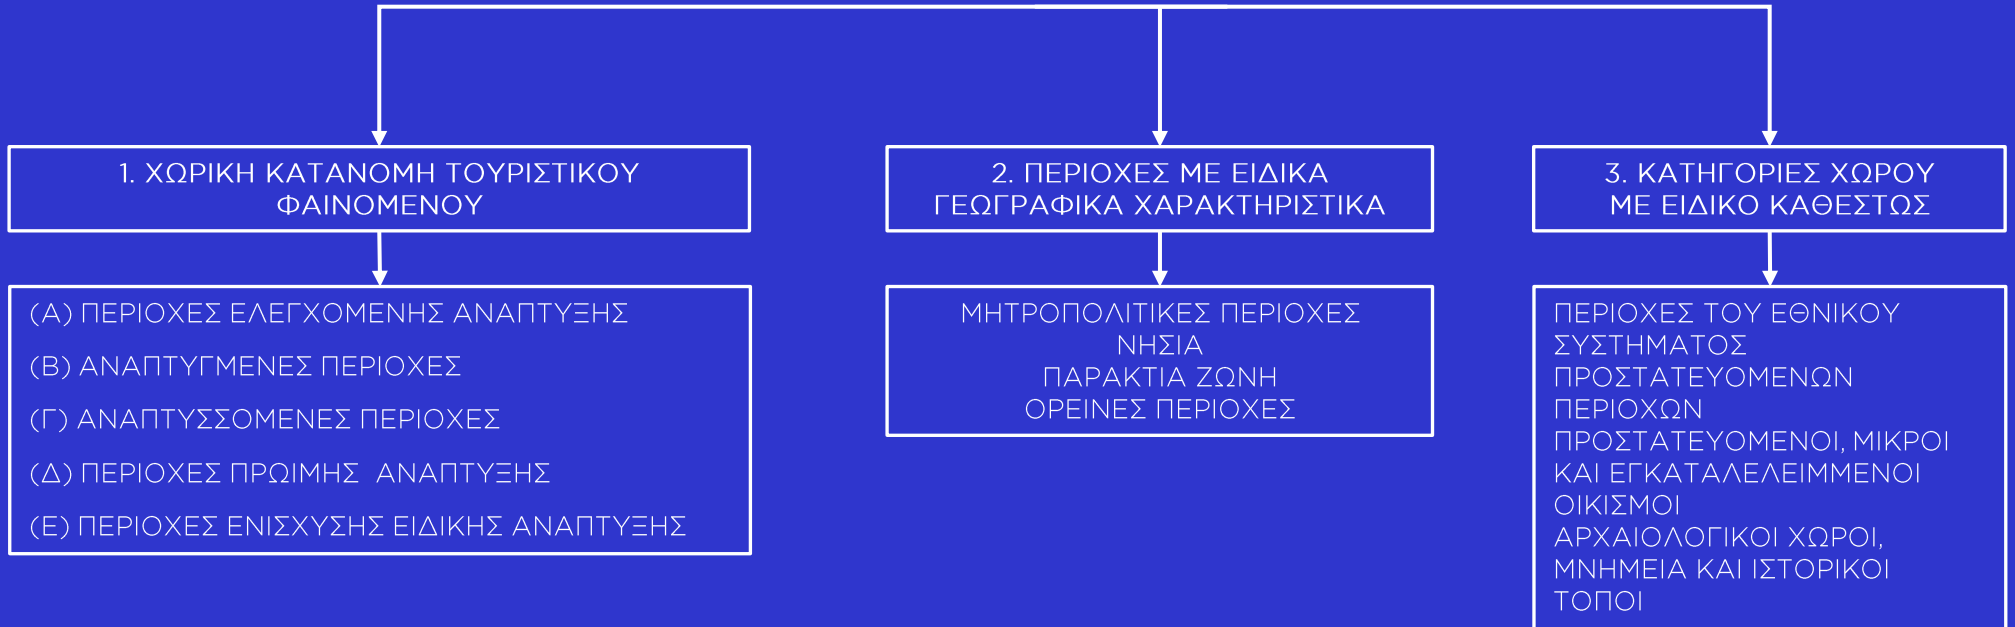 1. ΧΩΡΙΚΗ ΚΑΤΑΝΟΜΗ ΤΟΥΡΙΣΤΙΚΟΥ
ΦΑΙΝΟΜΕΝΟΥ
(Α) ΠΕΡΙΟΧΕΣ ΕΛΕΓΧΟΜΕΝΗΣ ΑΝΑΠΤΥΞΗΣ
(Β) ΑΝΑΠΤΥΓΜΕΝΕΣ ΠΕΡΙΟΧΕΣ
(Γ) ΑΝΑΠΤΥΣΣΟΜΕΝΕΣ ΠΕΡΙΟΧΕΣ
(Δ) ΠΕΡΙΟΧΕΣ ΠΡΩΙΜΗΣ ΑΝΑΠΤΥΞΗΣ
(Ε) ΠΕΡΙΟΧΕΣ ΕΝΙΣΧΥΣΗΣ ΕΙΔΙΚΗΣ ΑΝΑΠΤΥΞΗΣ
2. ΠΕΡΙΟΧΕΣ ΜΕ ΕΙΔΙΚΑ
ΓΕΩΓΡΑΦΙΚΑ ΧΑΡΑΚΤΗΡΙΣΤΙΚΑ
ΜΗΤΡΟΠΟΛΙΤΙΚΕΣ ΠΕΡΙΟΧΕΣ
ΝΗΣΙΑ
ΠΑΡΑΚΤΙΑ ΖΩΝΗ
ΟΡΕΙΝΕΣ ΠΕΡΙΟΧΕΣ
3. ΚΑΤΗΓΟΡΙΕΣ ΧΩΡΟΥ
ΜΕ ΕΙΔΙΚΟ ΚΑΘΕΣΤΩΣ
ΠΕΡΙΟΧΕΣ ΤΟΥ ΕΘΝΙΚΟΥ
ΣΥΣΤΗΜΑΤΟΣ
ΠΡΟΣΤΑΤΕΥΟΜΕΝΩΝ
ΠΕΡΙΟΧΩΝ
ΠΡΟΣΤΑΤΕΥΟΜΕΝΟΙ, ΜΙΚΡΟΙ
ΚΑΙ ΕΓΚΑΤΑΛΕΛΕΙΜΜΕΝΟΙ
ΟΙΚΙΣΜΟΙ
ΑΡΧΑΙΟΛΟΓΙΚΟΙ ΧΩΡΟΙ,
ΜΝΗΜΕΙΑ ΚΑΙ ΙΣΤΟΡΙΚΟΙ
ΤΟΠΟΙ